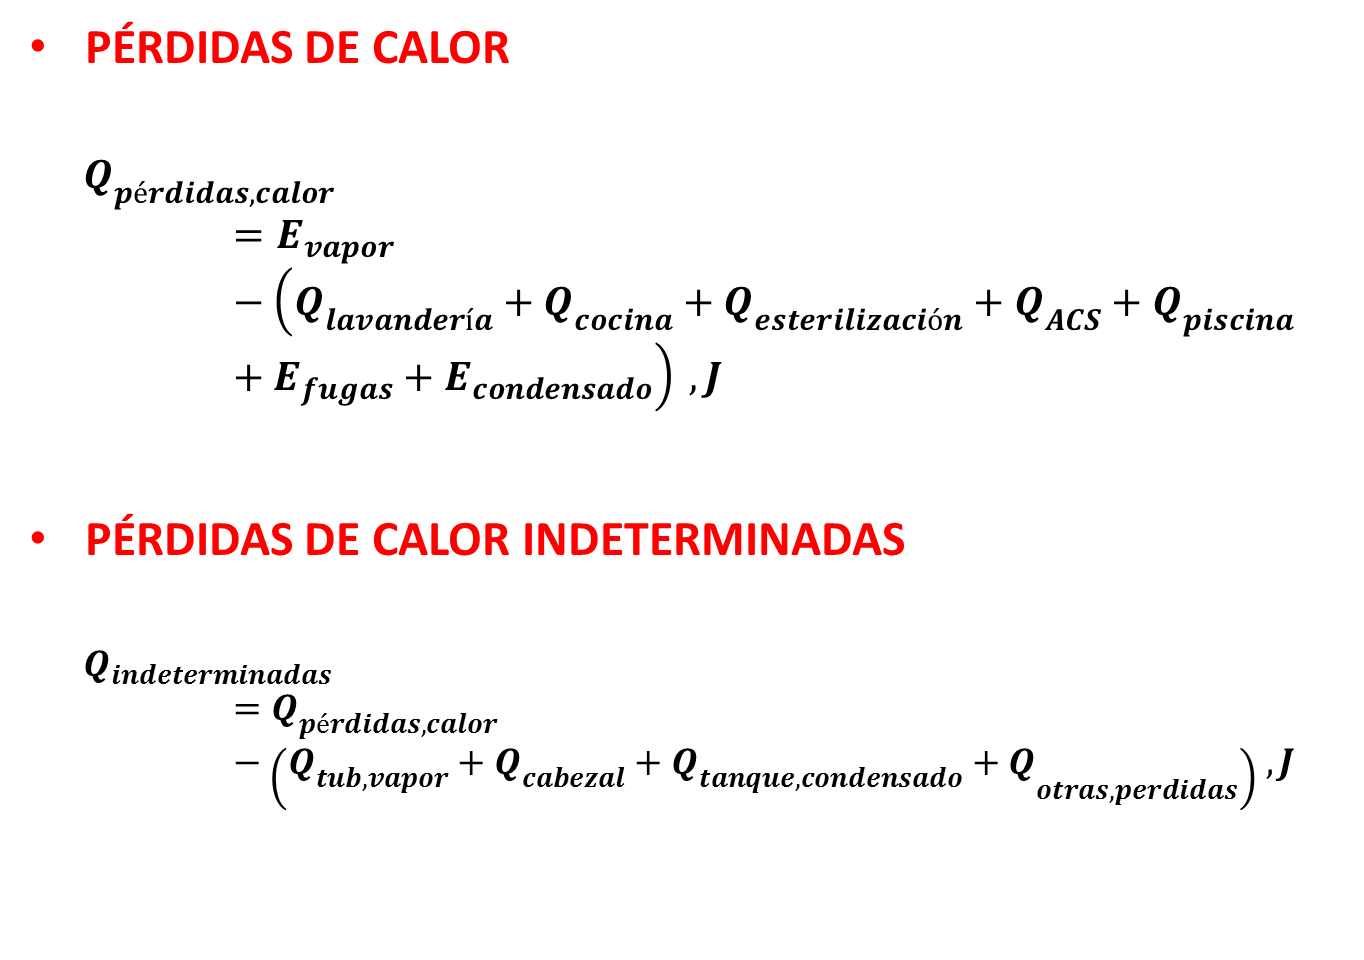 • PÉRDIDAS DE CALOR
Q_pérdidas,calor
= E_vapor
− (Q_lavandería + Q_cocina + Q_esterilización + Q_ACS + Q_piscina
+ E_fugas + E_condensado) , J
• PÉRDIDAS DE CALOR INDETERMINADAS
Q_indeterminadas
= Q_pérdidas,calor
− (Q_tub,vapor + Q_cabezal + Q_tanque,condensado + Q_otras,perdidas) , J